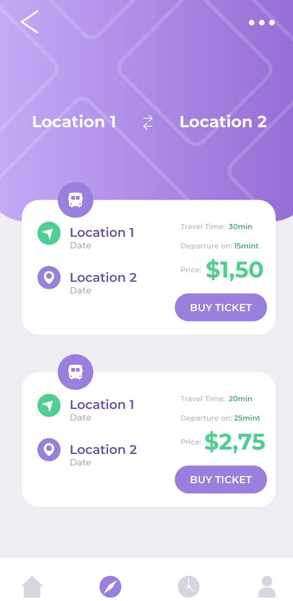 Location 1
Location 2
Location 1
Date
Location 2
Date
Travel Time: 30min
Departure on: 15mint
Price: $1,50
BUY TICKET
Location 1
Date
Location 2
Date
Travel Time: 20min
Departure on: 25mint
Price: $2,75
BUY TICKET